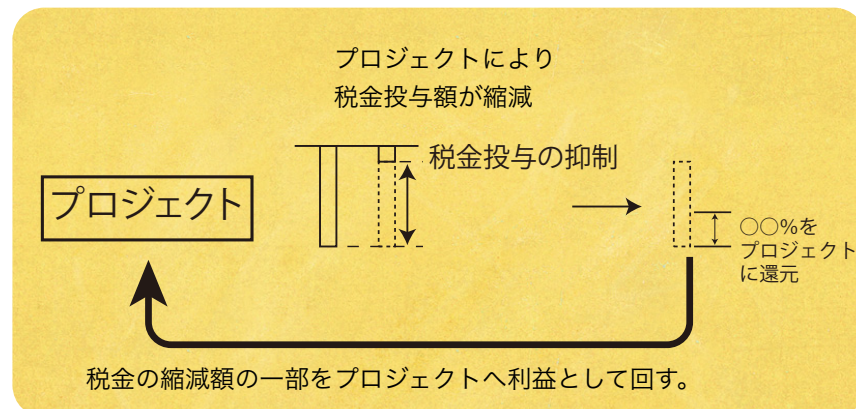 プロジェクトにより
税金投与額が縮減
税金投与の抑制
プロジェクト
○○%を
プロジェクト
に還元
税金の縮減額の一部をプロジェクトへ利益として回す。